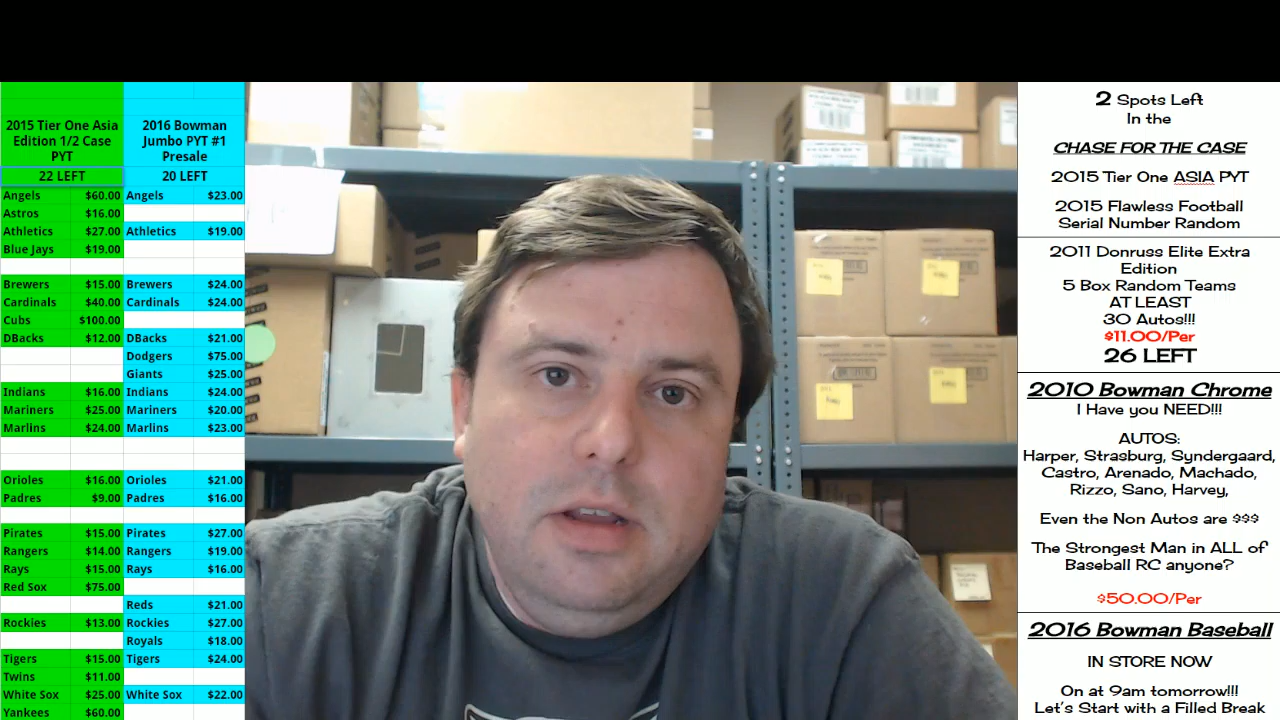 2015 Tier One Asia
Edition 1/2 Case
PYT
22 LEFT
Angels $60.00
Astros $16.00
Athletics $27.00
Blue Jays $19.00
Brewers $15.00
Cardinals $40.00
Cubs $100.00
DBacks $12.00
Indians $16.00
Mariners $25.00
Marlins $24.00
Orioles $16.00
Padres $9.00
Pirates $15.00
Rangers $14.00
Rays $15.00
Red Sox $75.00
Rockies $13.00
Tigers $15.00
Twins $11.00
White Sox $25.00
Yankees $60.00
2016 Bowman
Jumbo PYT #1
Presale
20 LEFT
Angels $23.00
Athletics $19.00
Brewers $24.00
Cardinals $24.00
DBacks $21.00
Dodgers $75.00
Giants $25.00
Indians $24.00
Mariners $20.00
Marlins $23.00
Orioles $21.00
Padres $16.00
Pirates $27.00
Rangers $19.00
Rays $16.00
Reds $21.00
Rockies $27.00
Royals $18.00
Tigers $24.00
White Sox $22.00
2 Spots Left
In the
CHASE FOR THE CASE
2015 Tier One ASIA PYT
2015 Flawless Football
Serial Number Random
2011 Donruss Elite Extra
Edition
5 Box Random Teams
AT LEAST
30 Autos!!!
$11.00/Per
26 LEFT
2010 Bowman Chrome
I Have you NEED!!!
AUTOS:
Harper, Strasburg, Syndergaard,
Castro, Arenado, Machado,
Rizzo, Sano, Harvey,
Even the Non Autos are $$$
The Strongest Man in ALL of
Baseball RC anyone?
$50.00/Per
2016 Bowman Baseball
IN STORE NOW
On at 9am tomorrow!!!
Let's Start with a Filled Break